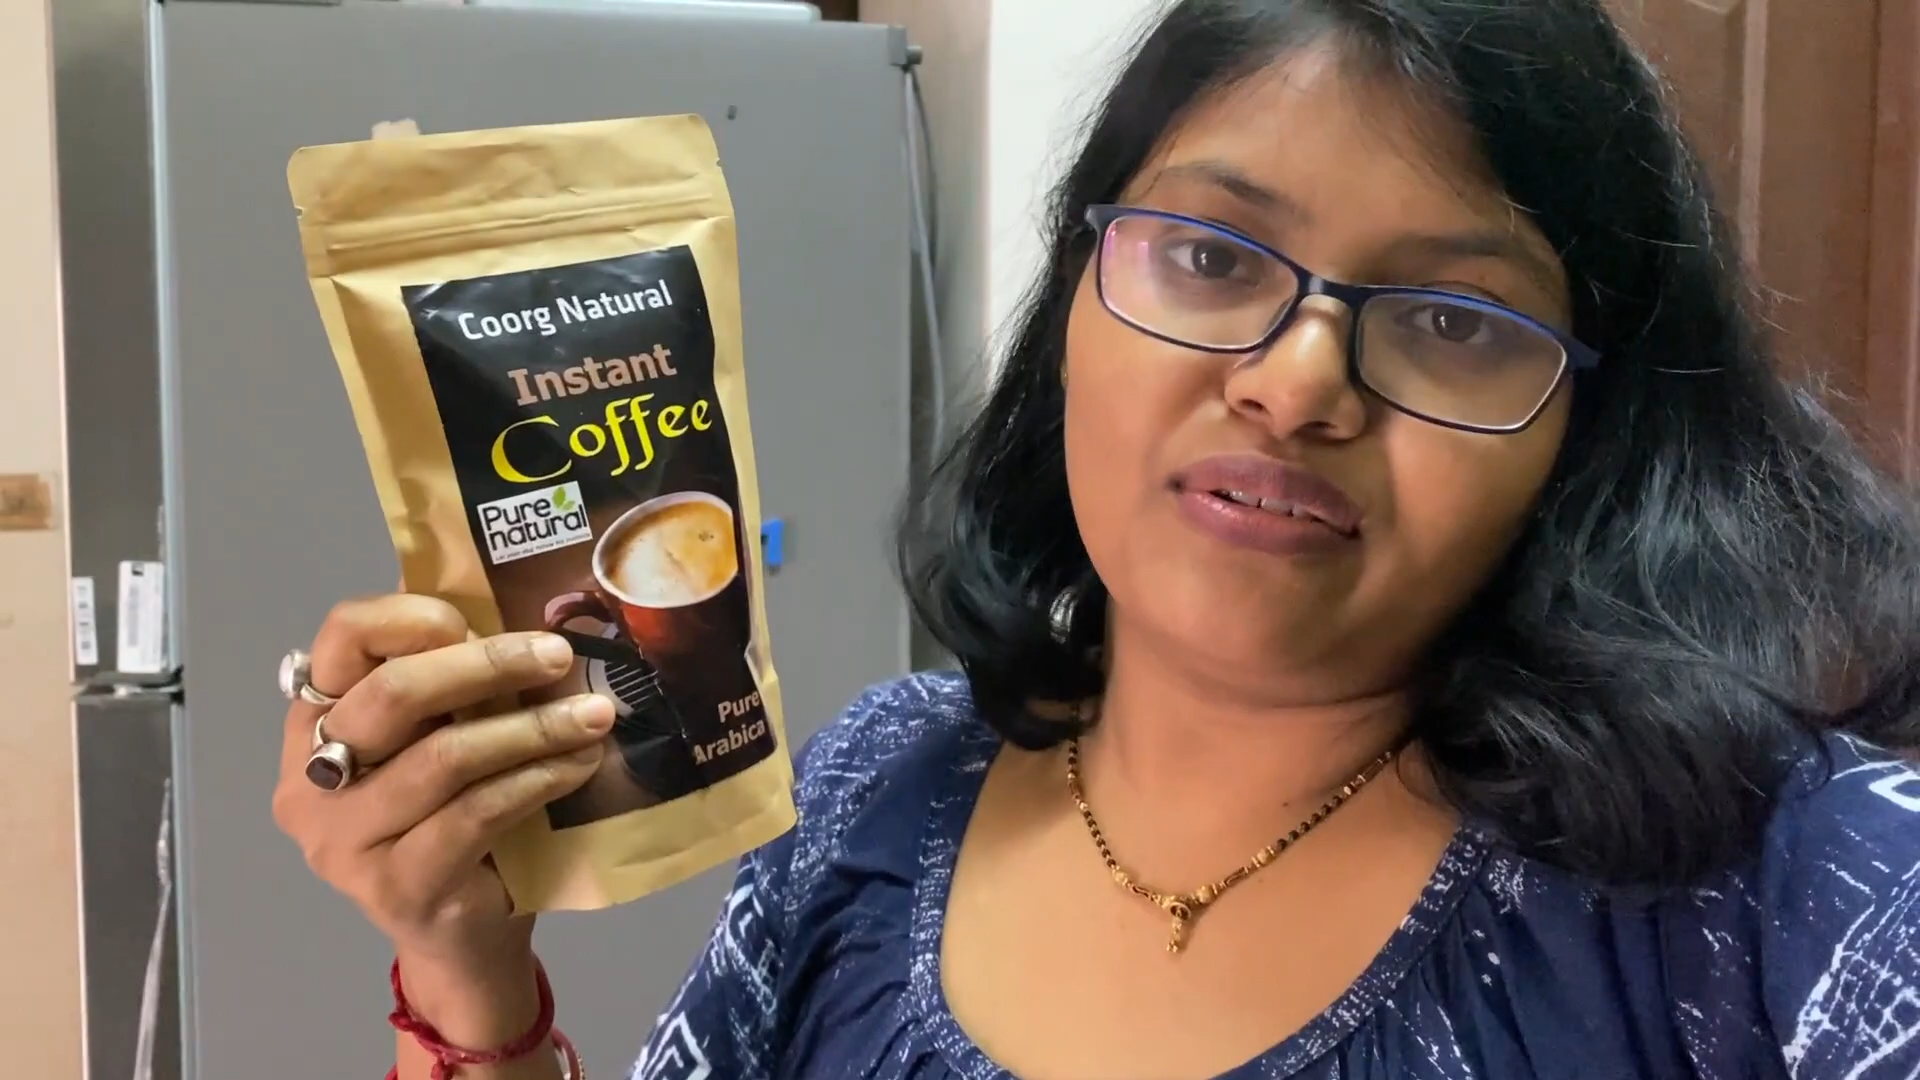 Coorg Natural
Instant
Coffee
Pure
natural
Pure
Arabica